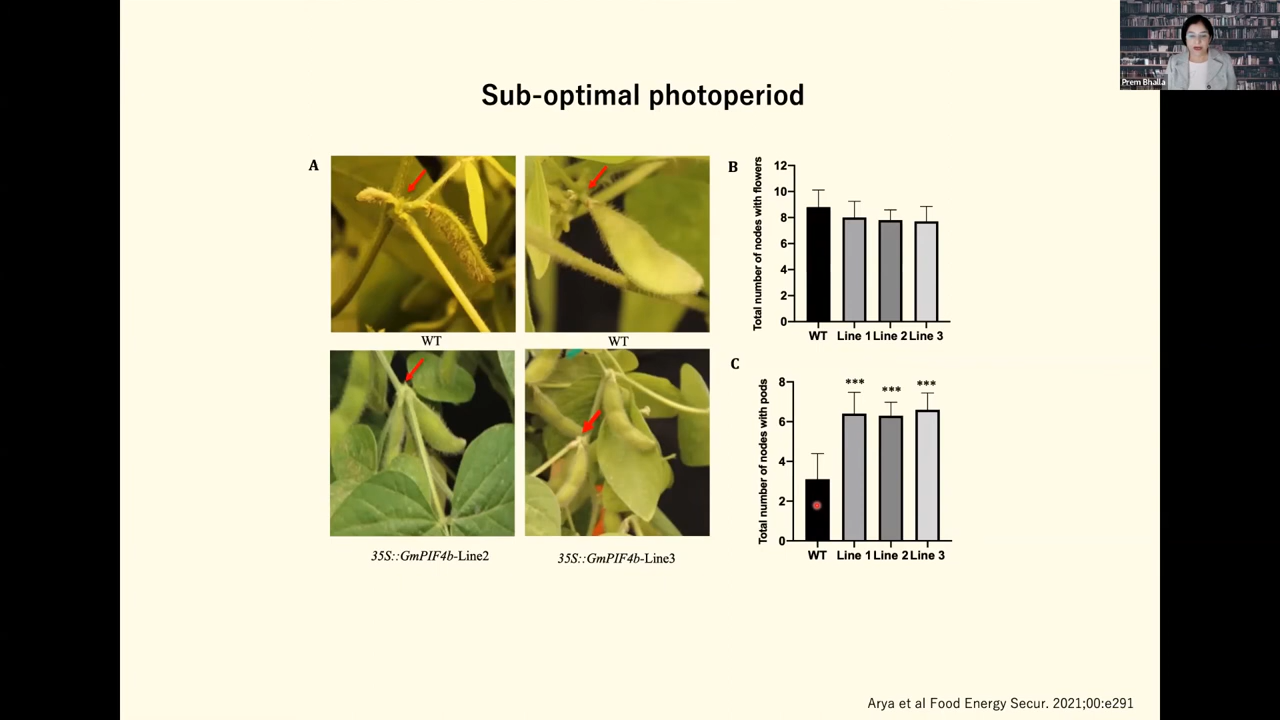 Prem Bhalla
Sub-optimal photoperiod
A
WT
WT
35S::GmPIF4b-Line2
35S::GmPIF4b-Line3
B
Total number of nodes with flowers
12
10
8
6
4
2
0
WT Line 1 Line 2 Line 3
C
Total number of nodes with pods
8
6
4
2
0
*** *** ***
WT Line 1 Line 2 Line 3
Arya et al Food Energy Secur. 2021;00:e291